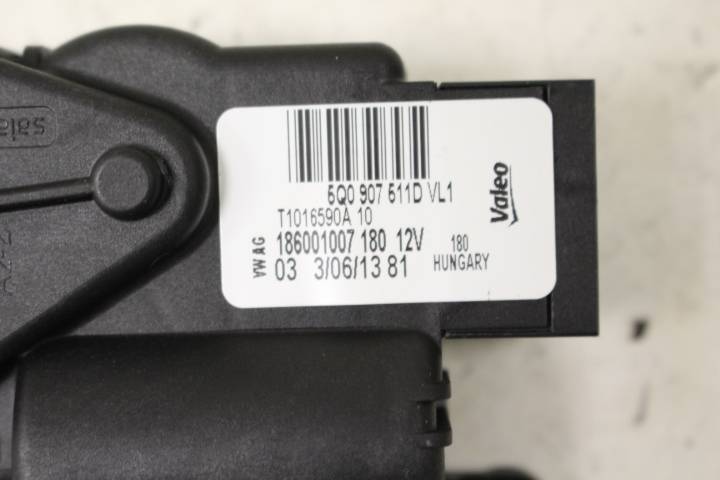 5Q0 907 511D VL1
T1016590A 10
VW AG
186001007 180 12V
03 3/06/13 81
180
HUNGARY
Valeo